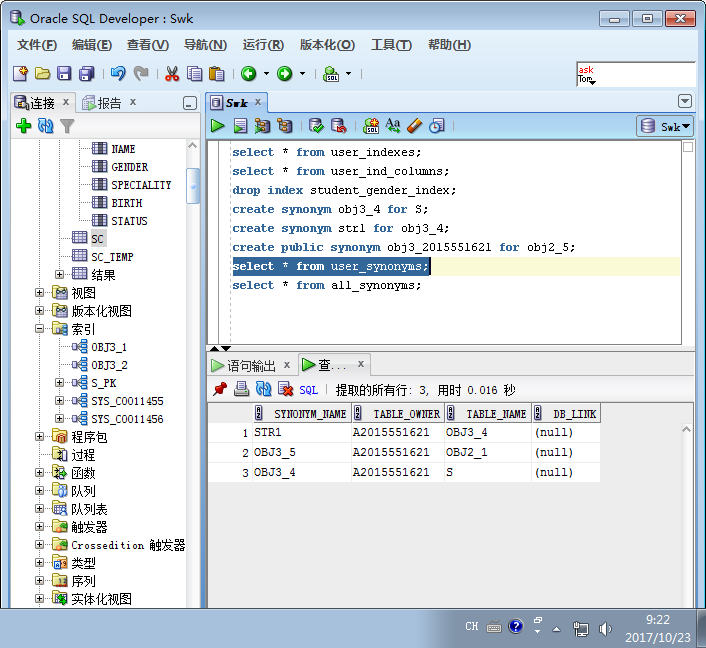 Oracle SQL Developer : Swk
文件(F) 编辑(E) 查看(V) 导航(N) 运行(R) 版本化(O) 工具(T) 帮助(H)
SQL
ask
Tom
连接 x 报告 x
Swk x
SQL Aa Swk
NAME
GENDER
SPECIALITY
BIRTH
STATUS
SC
SC_TEMP
结果
视图
版本化视图
索引
OBJ3_1
OBJ3_2
S_PK
SYS_C0011455
SYS_C0011456
程序包
过程
函数
队列
队列表
触发器
Crossedition 触发器
类型
序列
实体化视图
select * from user_indexes;
select * from user_ind_columns;
drop index student_gender_index;
create synonym obj3_4 for S;
create synonym str1 for obj3_4;
create public synonym obj3_2015551621 for obj2_5;
select * from user_synonyms;
select * from all_synonyms;
语句输出 x 查... x
SQL | 提取的所有行: 3, 用时 0.016 秒
SYNONYM_NAME TABLE_OWNER TABLE_NAME DB_LINK
1 STR1 A2015551621 OBJ3_4 (null)
2 OBJ3_5 A2015551621 OBJ2_1 (null)
3 OBJ3_4 A2015551621 S (null)
CH
9:22
2017/10/23